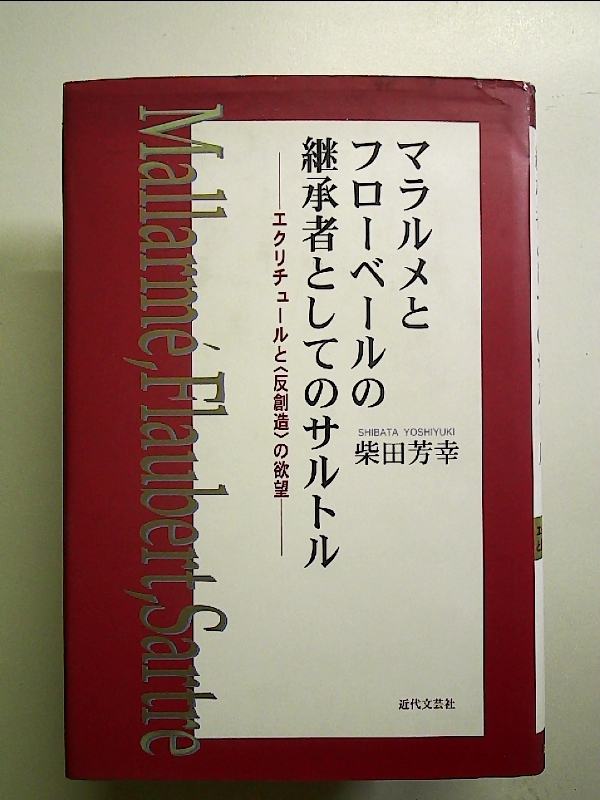 マラルメと
フローベールの
継承者としてのサルトル
――エクリチュールと〈反創造〉の欲望――
SHIBATA YOSHIYUKI
柴田芳幸
近代文芸社
Mallarmé, Flaubert, Sartre